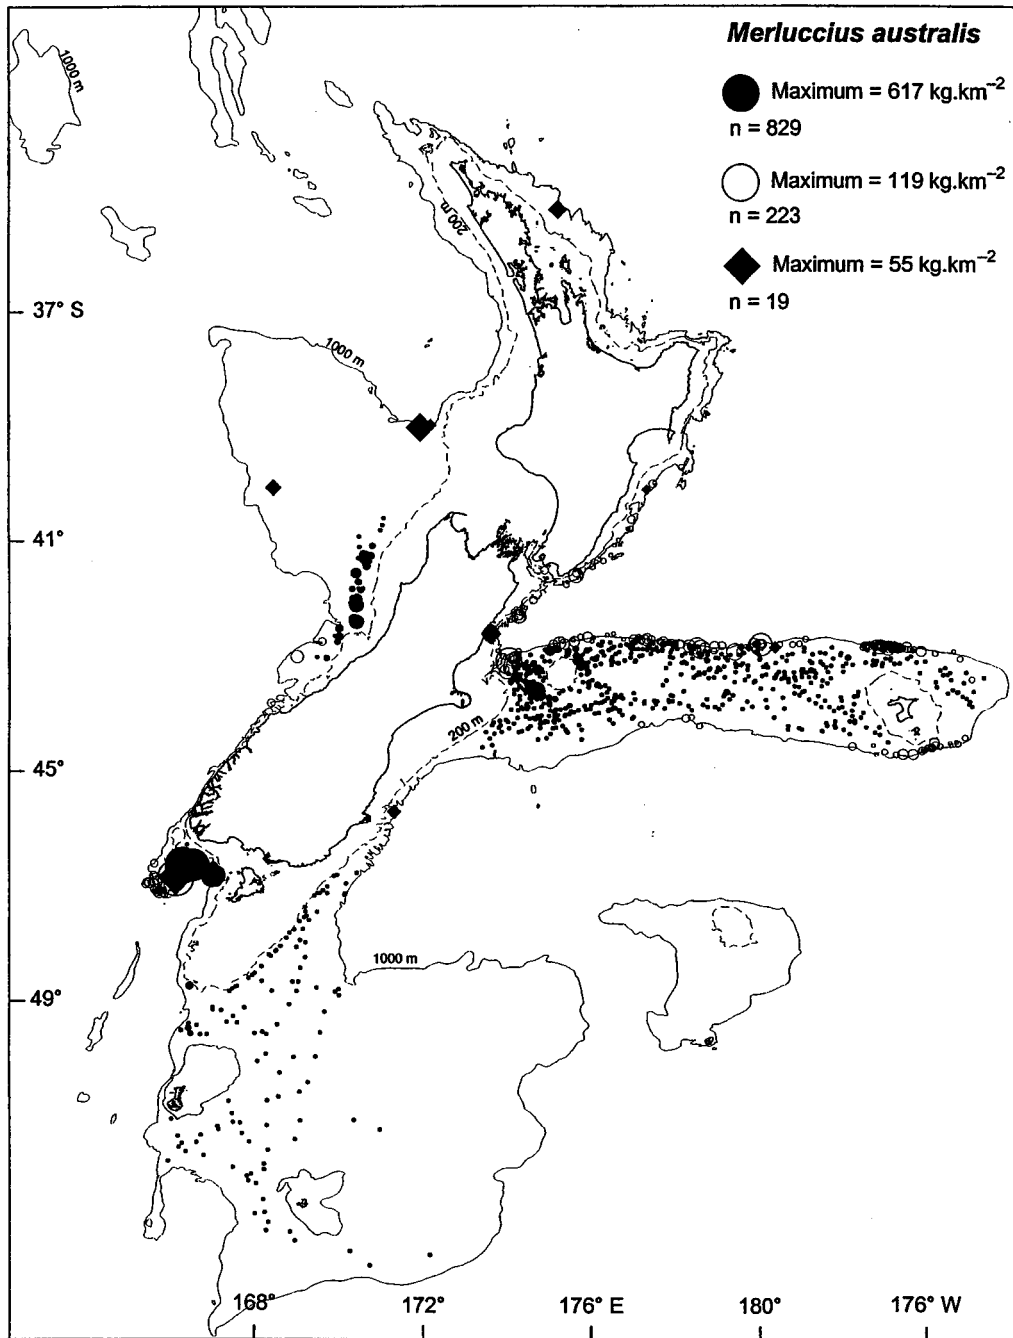 Merluccius australis
Maximum = 617 kg.km⁻²
n = 829
Maximum = 119 kg.km⁻²
n = 223
Maximum = 55 kg.km⁻²
n = 19
1000 m
200 m
37° S
1000 m
41°
200 m
45°
1000 m
49°
168°
172°
176° E
180°
176° W